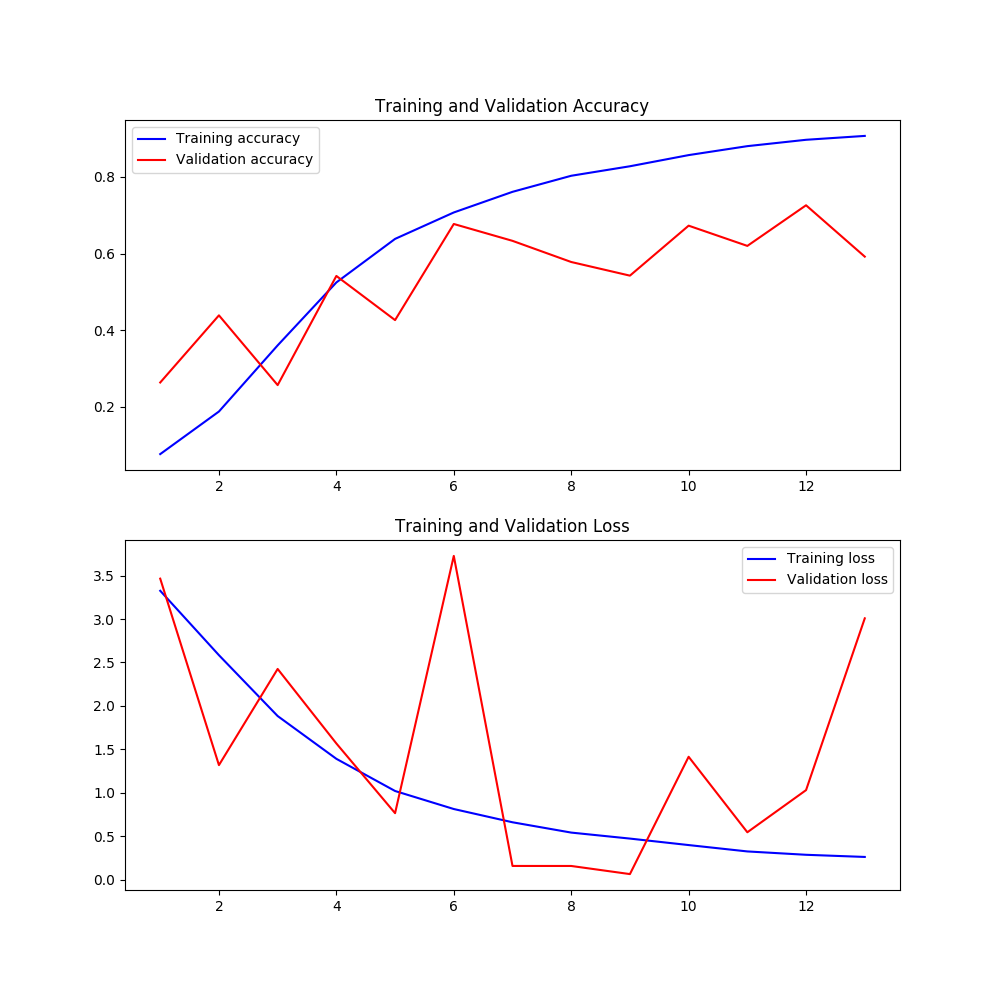 Training and Validation Accuracy
Training accuracy
Validation accuracy
0.8
0.6
0.4
0.2
2 4 6 8 10 12
Training and Validation Loss
Training loss
Validation loss
3.5
3.0
2.5
2.0
1.5
1.0
0.5
0.0
2 4 6 8 10 12